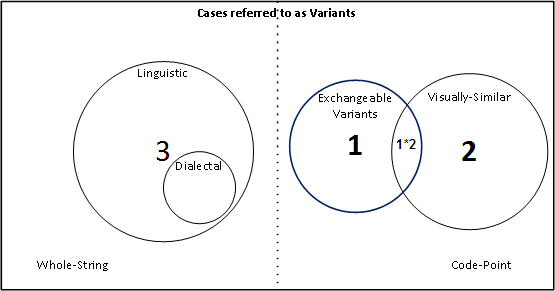 Cases referred to as Variants
Linguistic
3
Dialectal
Whole-String
Exchangeable
Variants
1
1*2
Visually-Similar
2
Code-Point